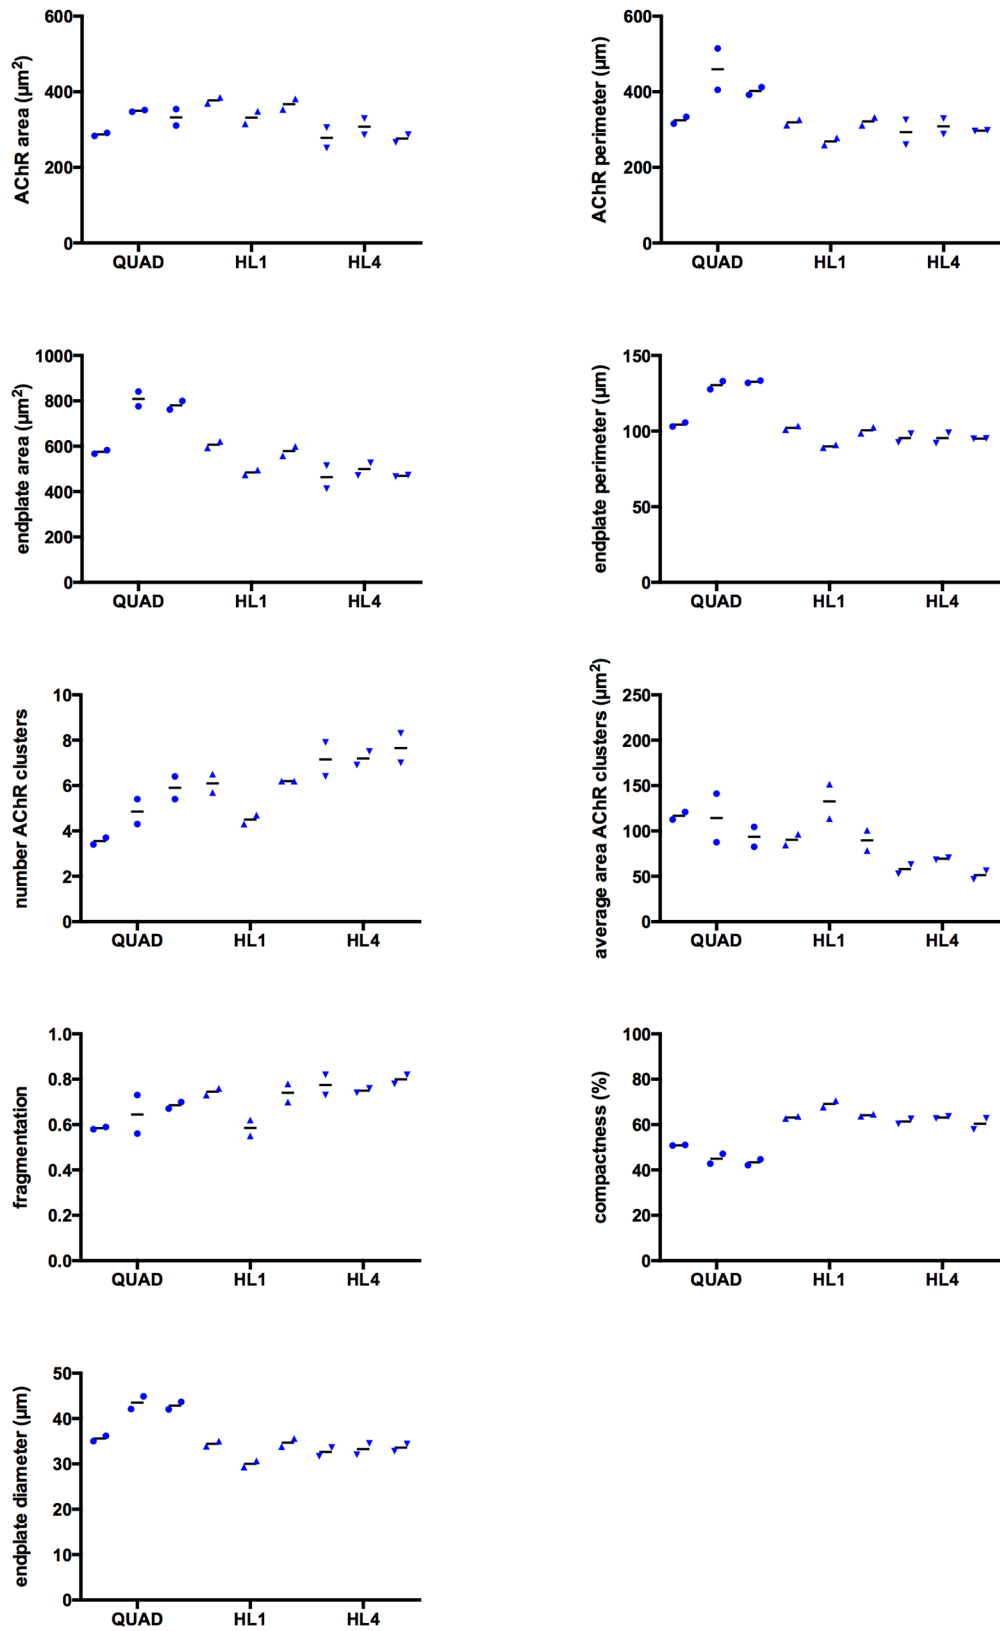 AChR area (µm²)
600
400
200
0
QUAD HL1 HL4
AChR perimeter (µm)
600
400
200
0
QUAD HL1 HL4
endplate area (µm²)
1000
800
600
400
200
0
QUAD HL1 HL4
endplate perimeter (µm)
150
100
50
0
QUAD HL1 HL4
number AChR clusters
10
8
6
4
2
0
QUAD HL1 HL4
average area AChR clusters (µm²)
250
200
150
100
50
0
QUAD HL1 HL4
fragmentation
1.0
0.8
0.6
0.4
0.2
0.0
QUAD HL1 HL4
compactness (%)
100
80
60
40
20
0
QUAD HL1 HL4
endplate diameter (µm)
50
40
30
20
10
0
QUAD HL1 HL4